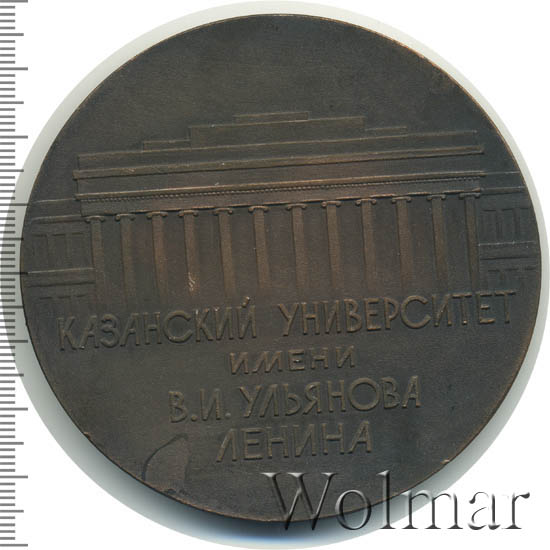 КАЗАНСКИЙ УНИВЕРСИТЕТ
ИМЕНИ
В.И. УЛЬЯНОВА
ЛЕНИНА
Wolmar